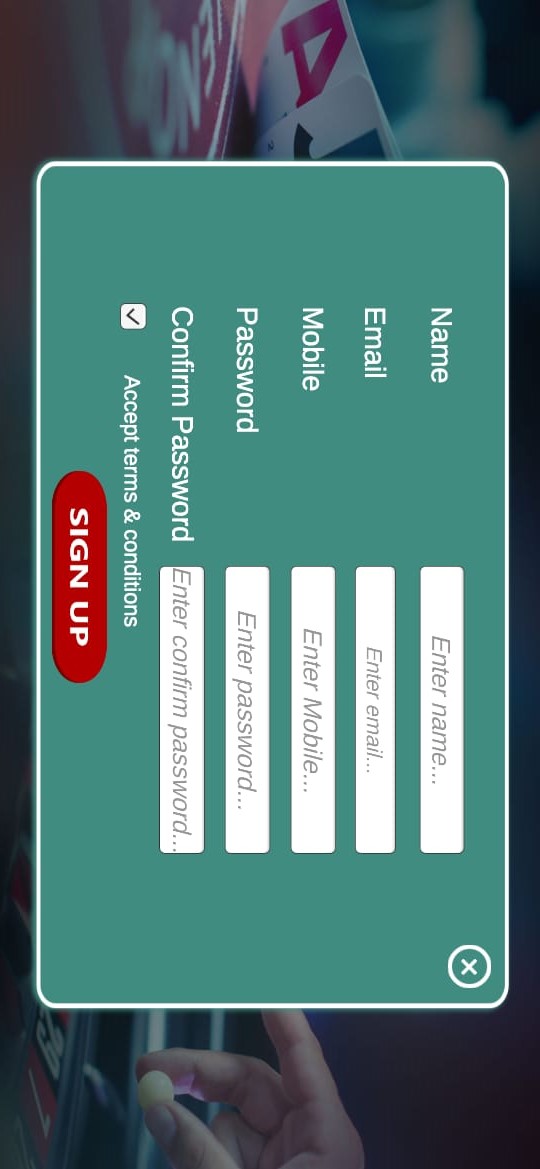 Name
Enter name...
Email
Enter email...
Mobile
Enter Mobile...
Password
Enter password...
Confirm Password
Enter confirm password...
Accept terms & conditions
SIGN UP
A
J